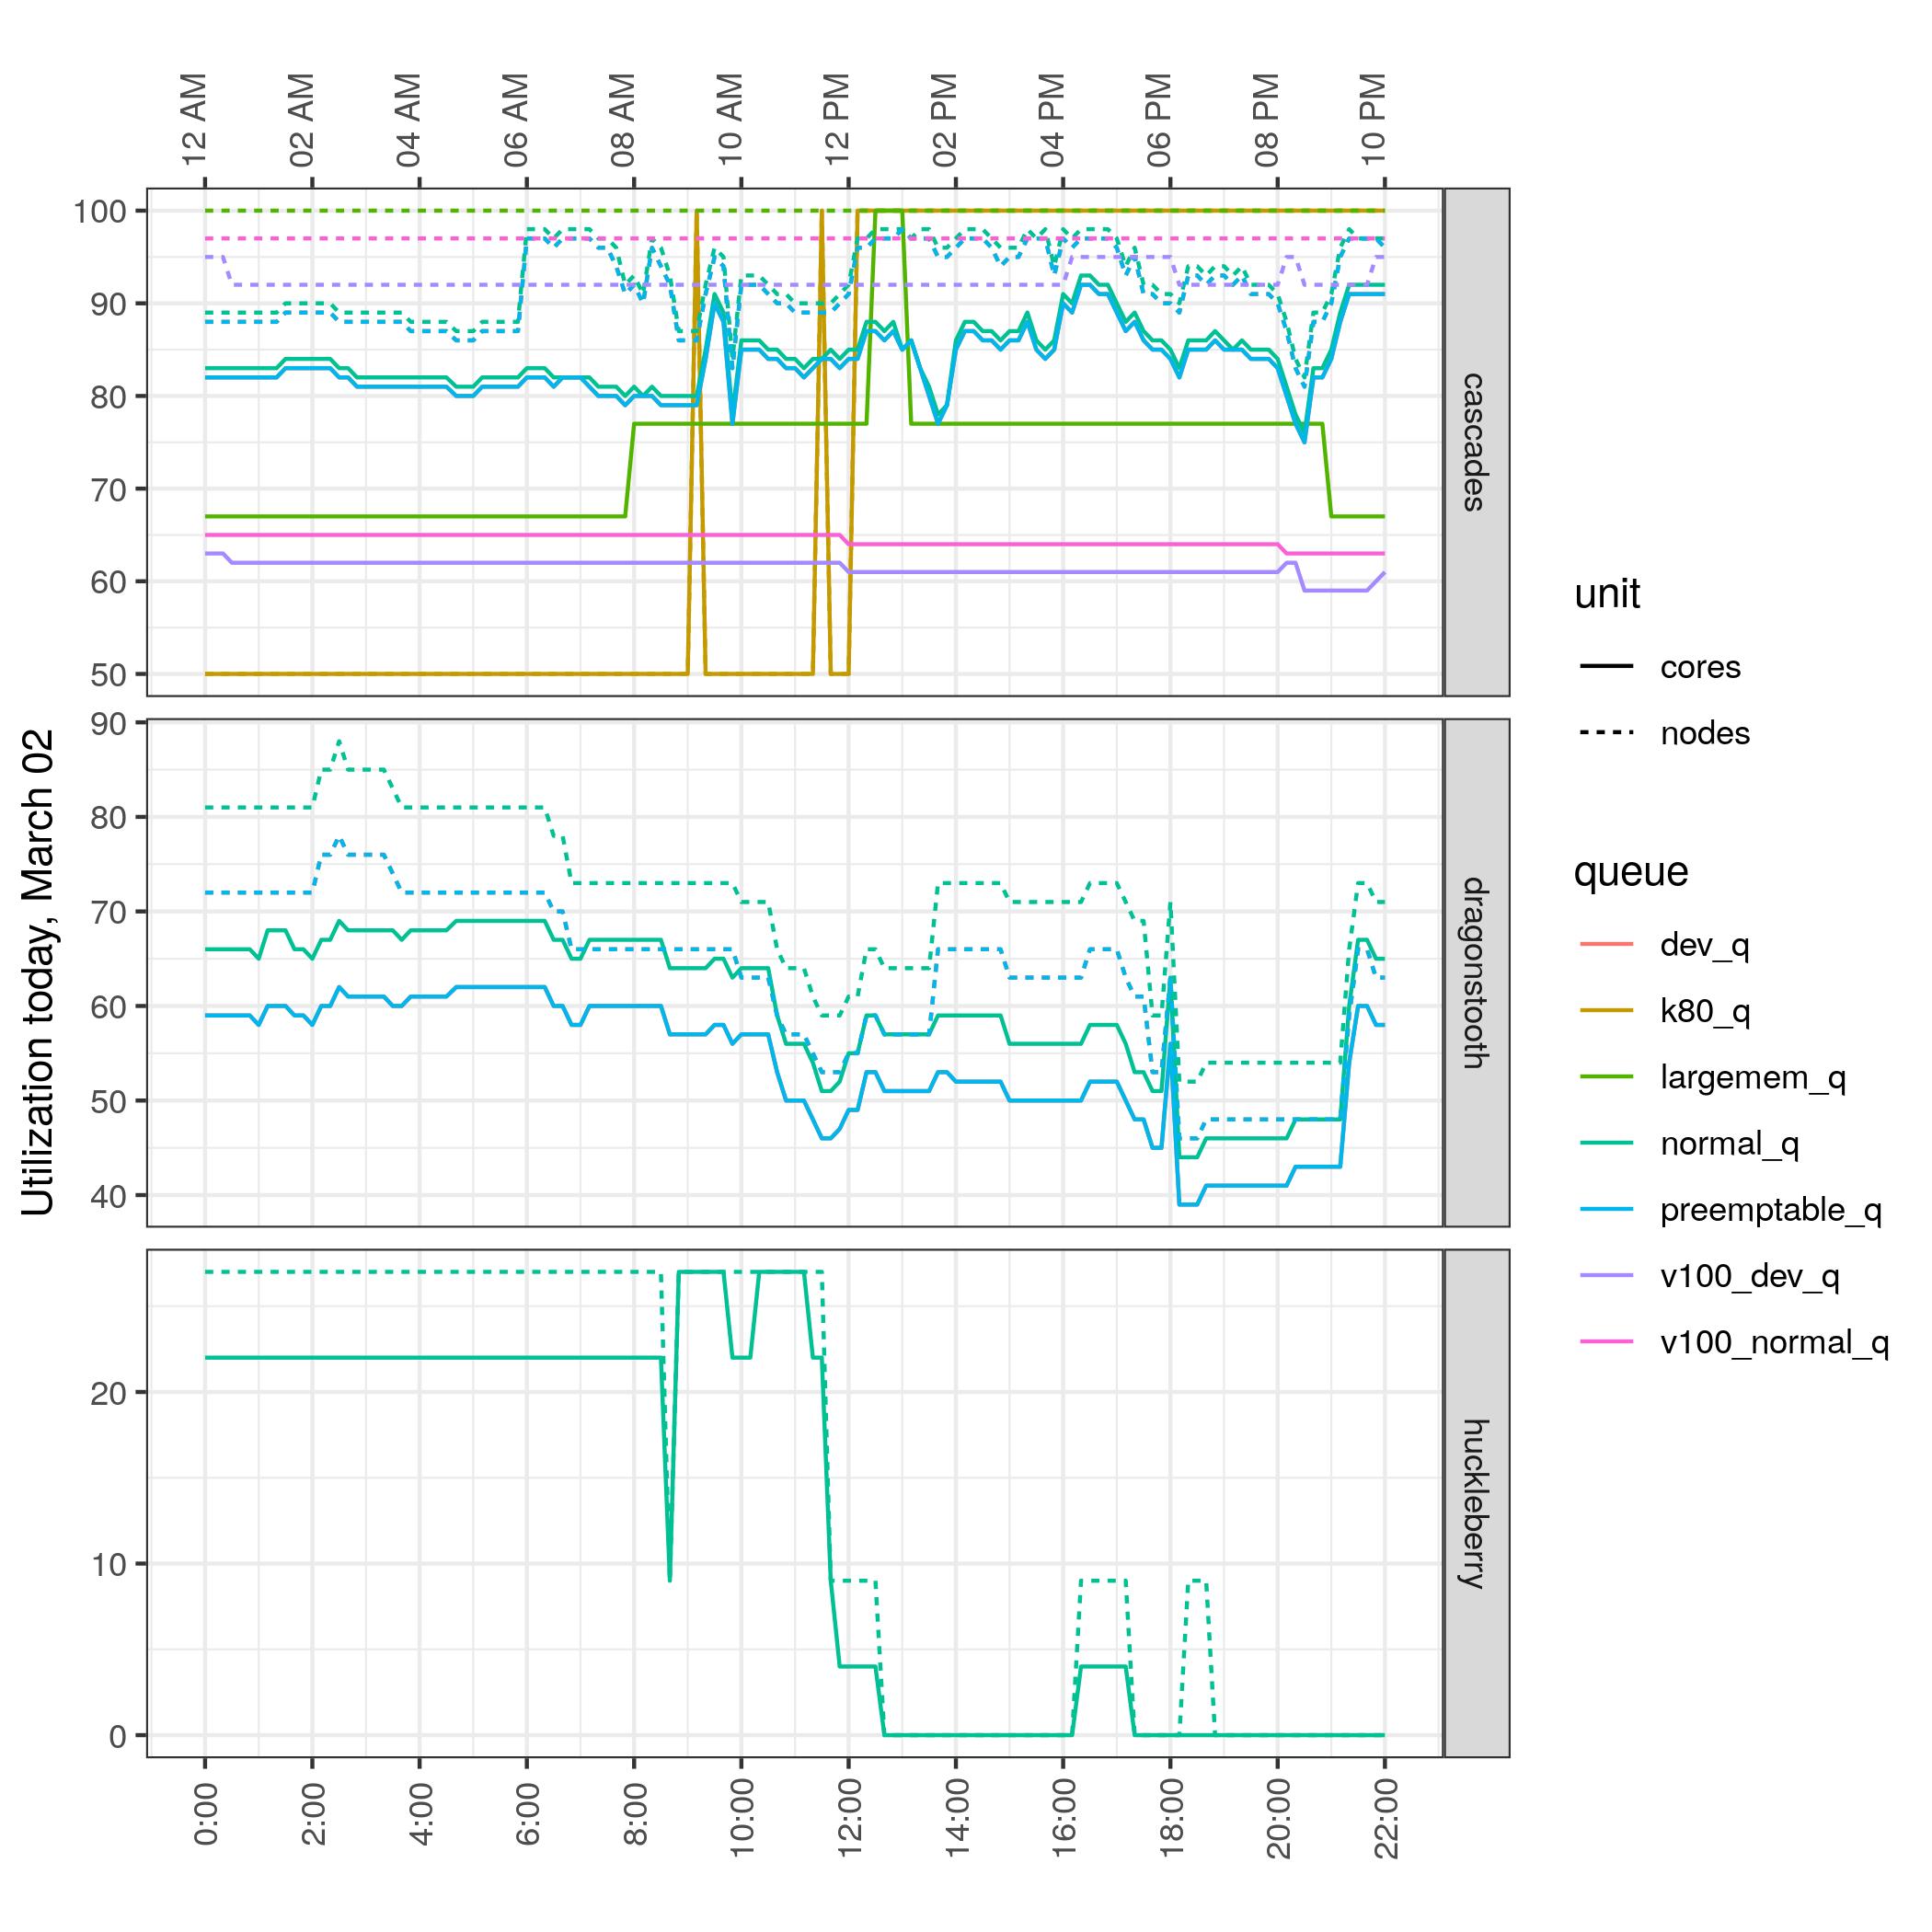 12 AM
02 AM
04 AM
06 AM
08 AM
10 AM
12 PM
02 PM
04 PM
06 PM
08 PM
10 PM
Utilization today, March 02
100
90
80
70
60
50
cascades
90
80
70
60
50
40
dragonstooth
20
10
0
huckleberry
0:00
2:00
4:00
6:00
8:00
10:00
12:00
14:00
16:00
18:00
20:00
22:00
unit
cores
nodes
queue
dev_q
k80_q
largemem_q
normal_q
preemptable_q
v100_dev_q
v100_normal_q